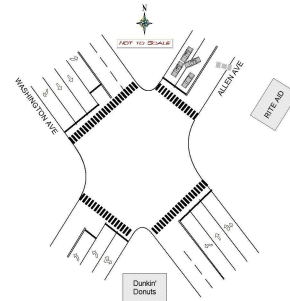 N
NOT TO SCALE
WASHINGTON AVE
ALLEN AVE
RITE AID
Dunkin'
Donuts